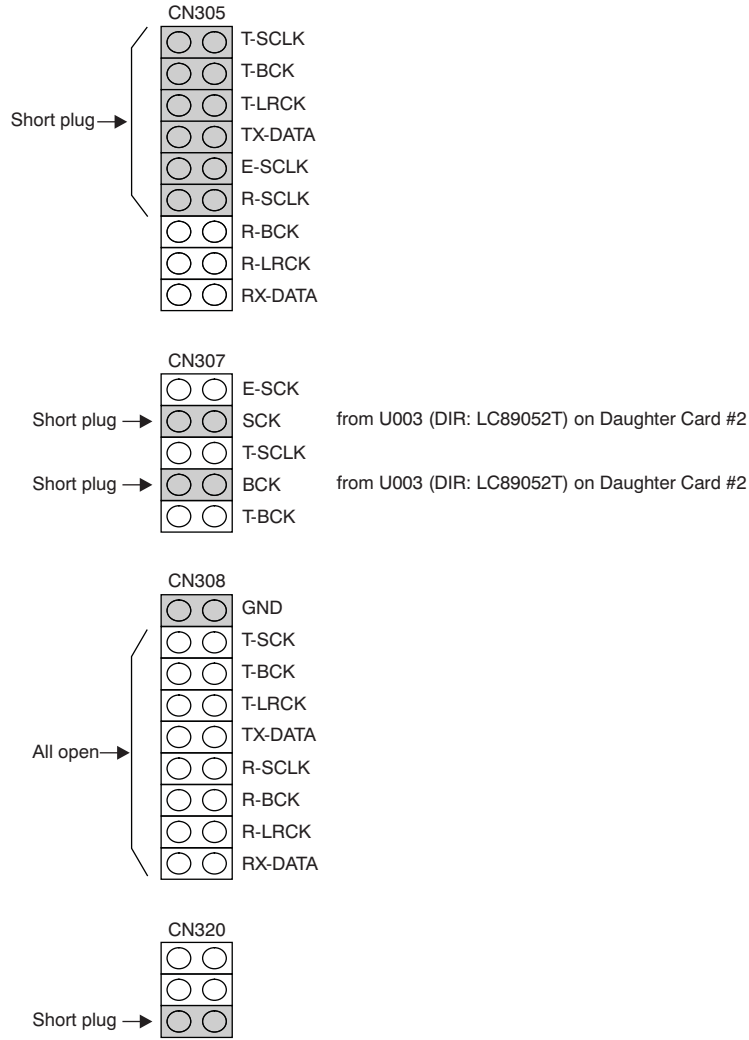 CN305
T-SCLK
T-BCK
T-LRCK
Short plug
TX-DATA
E-SCLK
R-SCLK
R-BCK
R-LRCK
RX-DATA
CN307
E-SCK
Short plug SCK from U003 (DIR: LC89052T) on Daughter Card #2
T-SCLK
Short plug BCK from U003 (DIR: LC89052T) on Daughter Card #2
T-BCK
CN308
GND
T-SCK
T-BCK
T-LRCK
TX-DATA
All open
R-SCLK
R-BCK
R-LRCK
RX-DATA
CN320
Short plug